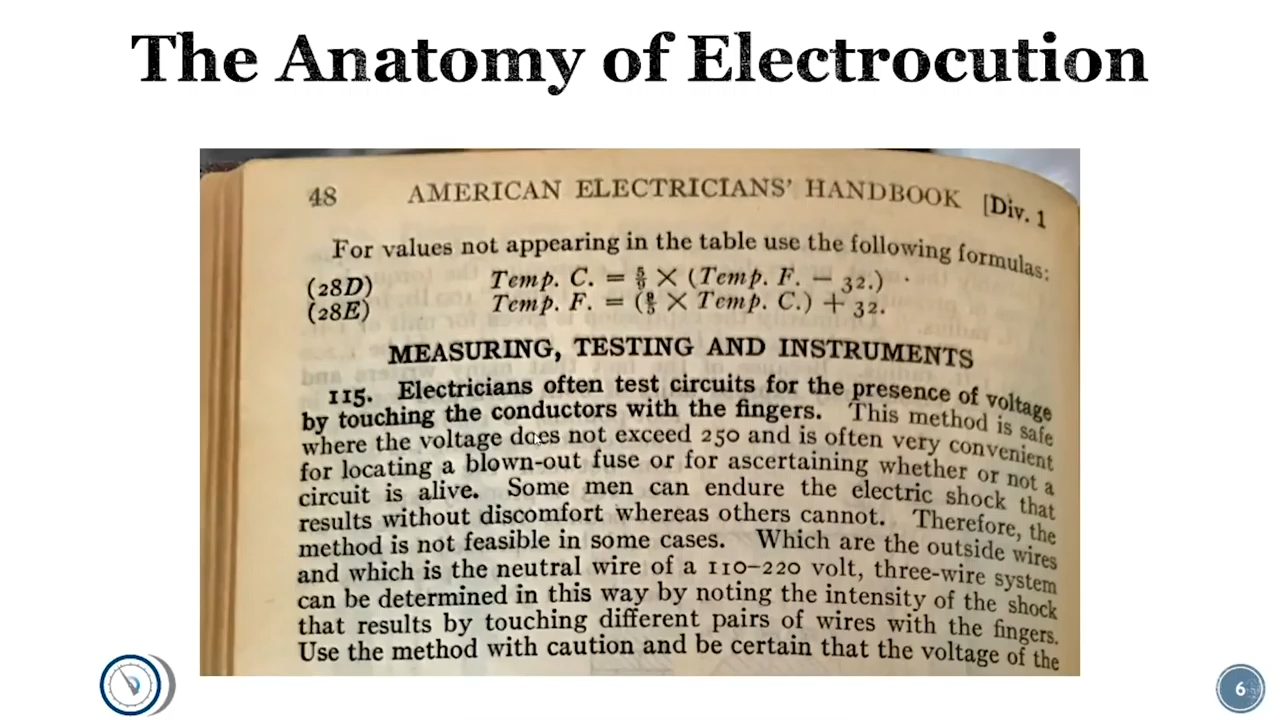 The Anatomy of Electrocution
48 AMERICAN ELECTRICIANS' HANDBOOK [Div. 1
For values not appearing in the table use the following formulas:
(28D) Temp. C. = 5/9 × (Temp. F. − 32.)
(28E) Temp. F. = (9/5 × Temp. C.) + 32.
MEASURING, TESTING AND INSTRUMENTS
115. Electricians often test circuits for the presence of voltage
by touching the conductors with the fingers. This method is safe
where the voltage does not exceed 250 and is often very convenient
for locating a blown-out fuse or for ascertaining whether or not a
circuit is alive. Some men can endure the electric shock that
results without discomfort whereas others cannot. Therefore, the
method is not feasible in some cases. Which are the outside wires
and which is the neutral wire of a 110–220 volt, three-wire system
can be determined in this way by noting the intensity of the shock
that results by touching different pairs of wires with the fingers.
Use the method with caution and be certain that the voltage of the
6